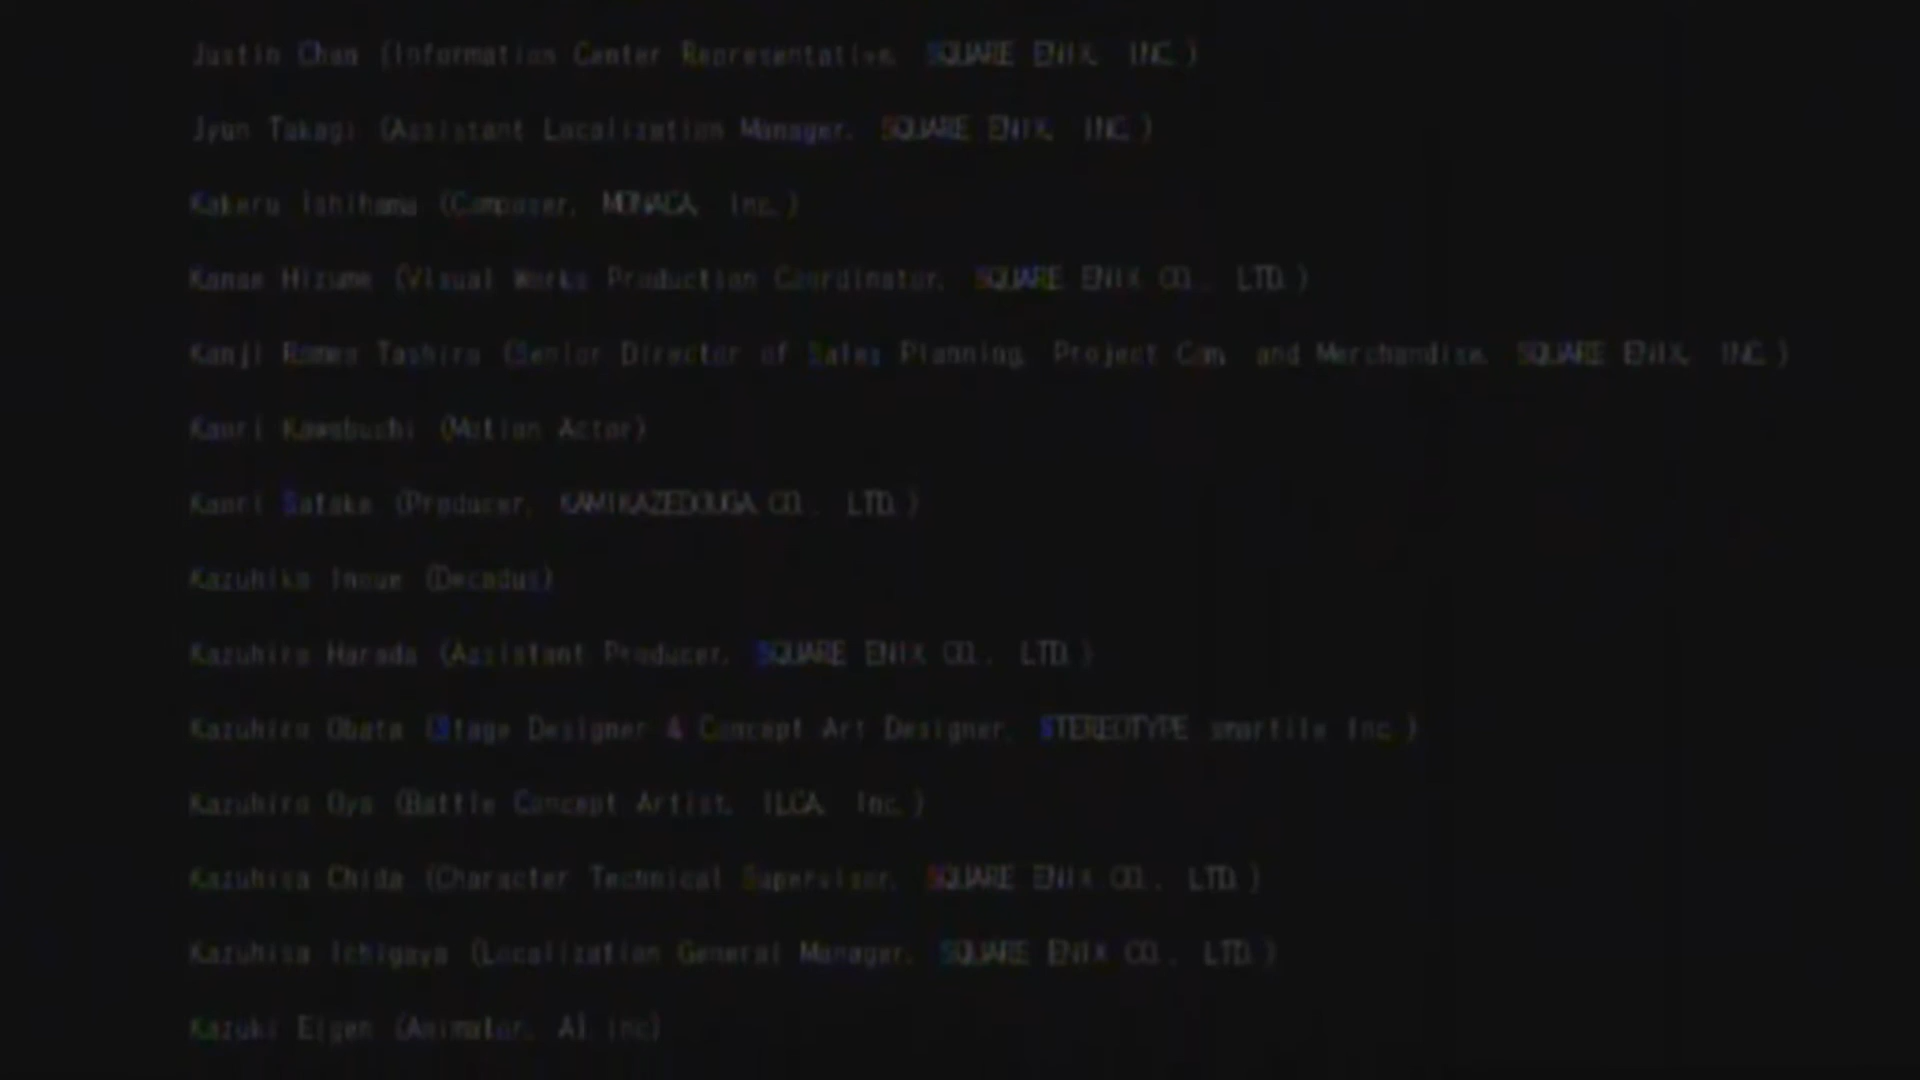 Justin Chan (Information Center Representative, SQUARE ENIX, INC.)
Jyun Takagi (Assistant Localization Manager, SQUARE ENIX, INC.)
Kakeru Ishihama (Composer, MONACA, Inc.)
Kanae Hizume (Visual Works Production Coordinator, SQUARE ENIX CO., LTD.)
Kanji Romeo Tashiro (Senior Director of Sales Planning, Project Con, and Merchandise, SQUARE ENIX, INC.)
Kaori Kawabuchi (Motion Actor)
Kaori Satake (Producer, KAMIKAZEDOUGA CO., LTD.)
Kazuhiko Inoue (Decadus)
Kazuhiro Harada (Assistant Producer, SQUARE ENIX CO., LTD.)
Kazuhiro Obata (Stage Designer & Concept Art Designer, STEREOTYPE smartile Inc.)
Kazuhiro Oya (Battle Concept Artist, ILCA, Inc.)
Kazuhisa Chida (Character Technical Supervisor, SQUARE ENIX CO., LTD.)
Kazuhisa Ichigaya (Localization General Manager, SQUARE ENIX CO., LTD.)
Kazuki Eigen (Animator, A1 inc)